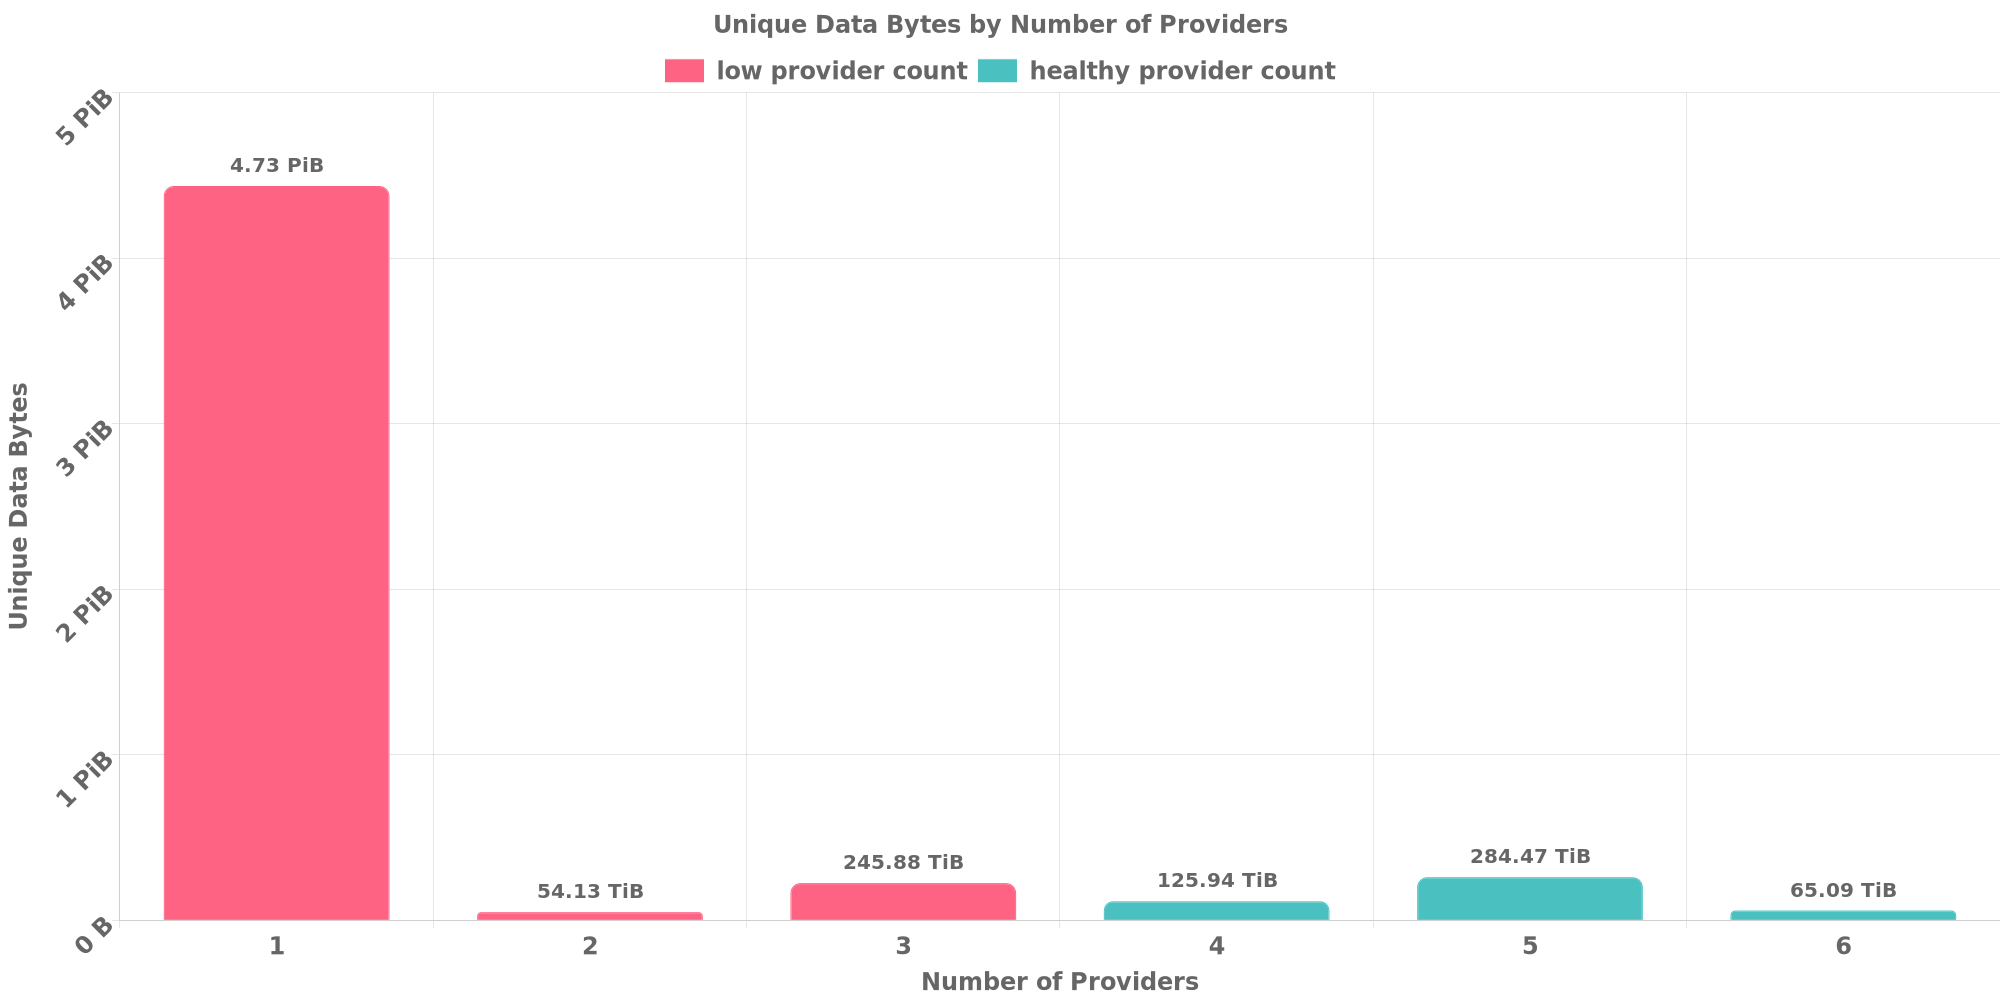 Unique Data Bytes by Number of Providers
low provider count healthy provider count
5 PiB
4 PiB
3 PiB
2 PiB
1 PiB
0 B
Unique Data Bytes
4.73 PiB
54.13 TiB
245.88 TiB
125.94 TiB
284.47 TiB
65.09 TiB
1 2 3 4 5 6
Number of Providers